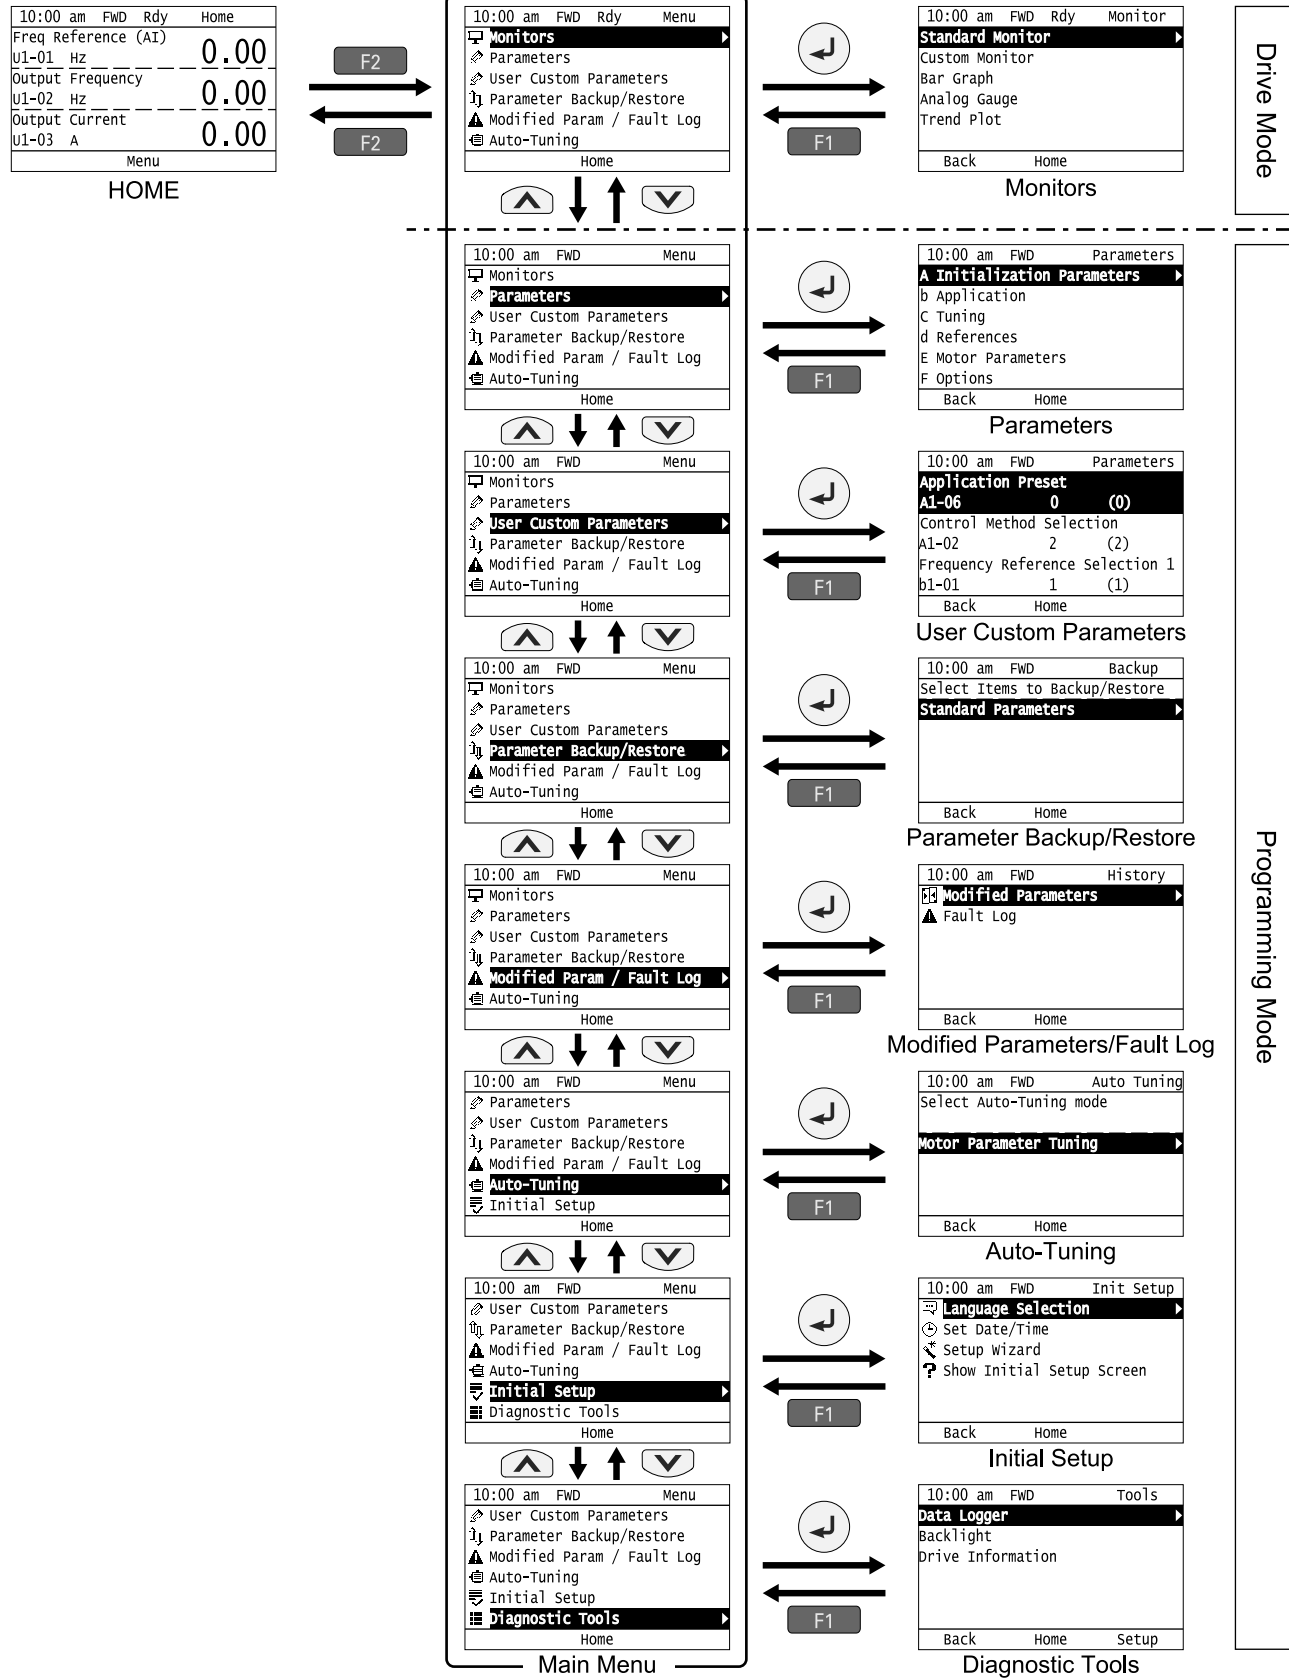 10:00 am FWD Rdy Home
Freq Reference (AI)
U1-01 Hz 0.00
Output Frequency
U1-02 Hz 0.00
Output Current
U1-03 A 0.00
Menu
HOME
F2
F2
10:00 am FWD Rdy Menu
Monitors
Parameters
User Custom Parameters
Parameter Backup/Restore
Modified Param / Fault Log
Auto-Tuning
Home
F1
10:00 am FWD Rdy Monitor
Standard Monitor
Custom Monitor
Bar Graph
Analog Gauge
Trend Plot
Back Home
Monitors
Drive Mode
10:00 am FWD Menu
Monitors
Parameters
User Custom Parameters
Parameter Backup/Restore
Modified Param / Fault Log
Auto-Tuning
Home
F1
10:00 am FWD Parameters
A Initialization Parameters
b Application
C Tuning
d References
E Motor Parameters
F Options
Back Home
Parameters
10:00 am FWD Menu
Monitors
Parameters
User Custom Parameters
Parameter Backup/Restore
Modified Param / Fault Log
Auto-Tuning
Home
F1
10:00 am FWD Parameters
Application Preset
A1-06 0 (0)
Control Method Selection
A1-02 2 (2)
Frequency Reference Selection 1
b1-01 1 (1)
Back Home
User Custom Parameters
10:00 am FWD Menu
Monitors
Parameters
User Custom Parameters
Parameter Backup/Restore
Modified Param / Fault Log
Auto-Tuning
Home
F1
10:00 am FWD Backup
Select Items to Backup/Restore
Standard Parameters
Back Home
Parameter Backup/Restore
10:00 am FWD Menu
Monitors
Parameters
User Custom Parameters
Parameter Backup/Restore
Modified Param / Fault Log
Auto-Tuning
Home
F1
10:00 am FWD History
Modified Parameters
Fault Log
Back Home
Modified Parameters/Fault Log
Programming Mode
10:00 am FWD Menu
Parameters
User Custom Parameters
Parameter Backup/Restore
Modified Param / Fault Log
Auto-Tuning
Initial Setup
Home
F1
10:00 am FWD Auto Tuning
Select Auto-Tuning mode
Motor Parameter Tuning
Back Home
Auto-Tuning
10:00 am FWD Menu
User Custom Parameters
Parameter Backup/Restore
Modified Param / Fault Log
Auto-Tuning
Initial Setup
Diagnostic Tools
Home
F1
10:00 am FWD Init Setup
Language Selection
Set Date/Time
Setup Wizard
? Show Initial Setup Screen
Back Home
Initial Setup
10:00 am FWD Menu
User Custom Parameters
Parameter Backup/Restore
Modified Param / Fault Log
Auto-Tuning
Initial Setup
Diagnostic Tools
Home
Main Menu
F1
10:00 am FWD Tools
Data Logger
Backlight
Drive Information
Back Home Setup
Diagnostic Tools